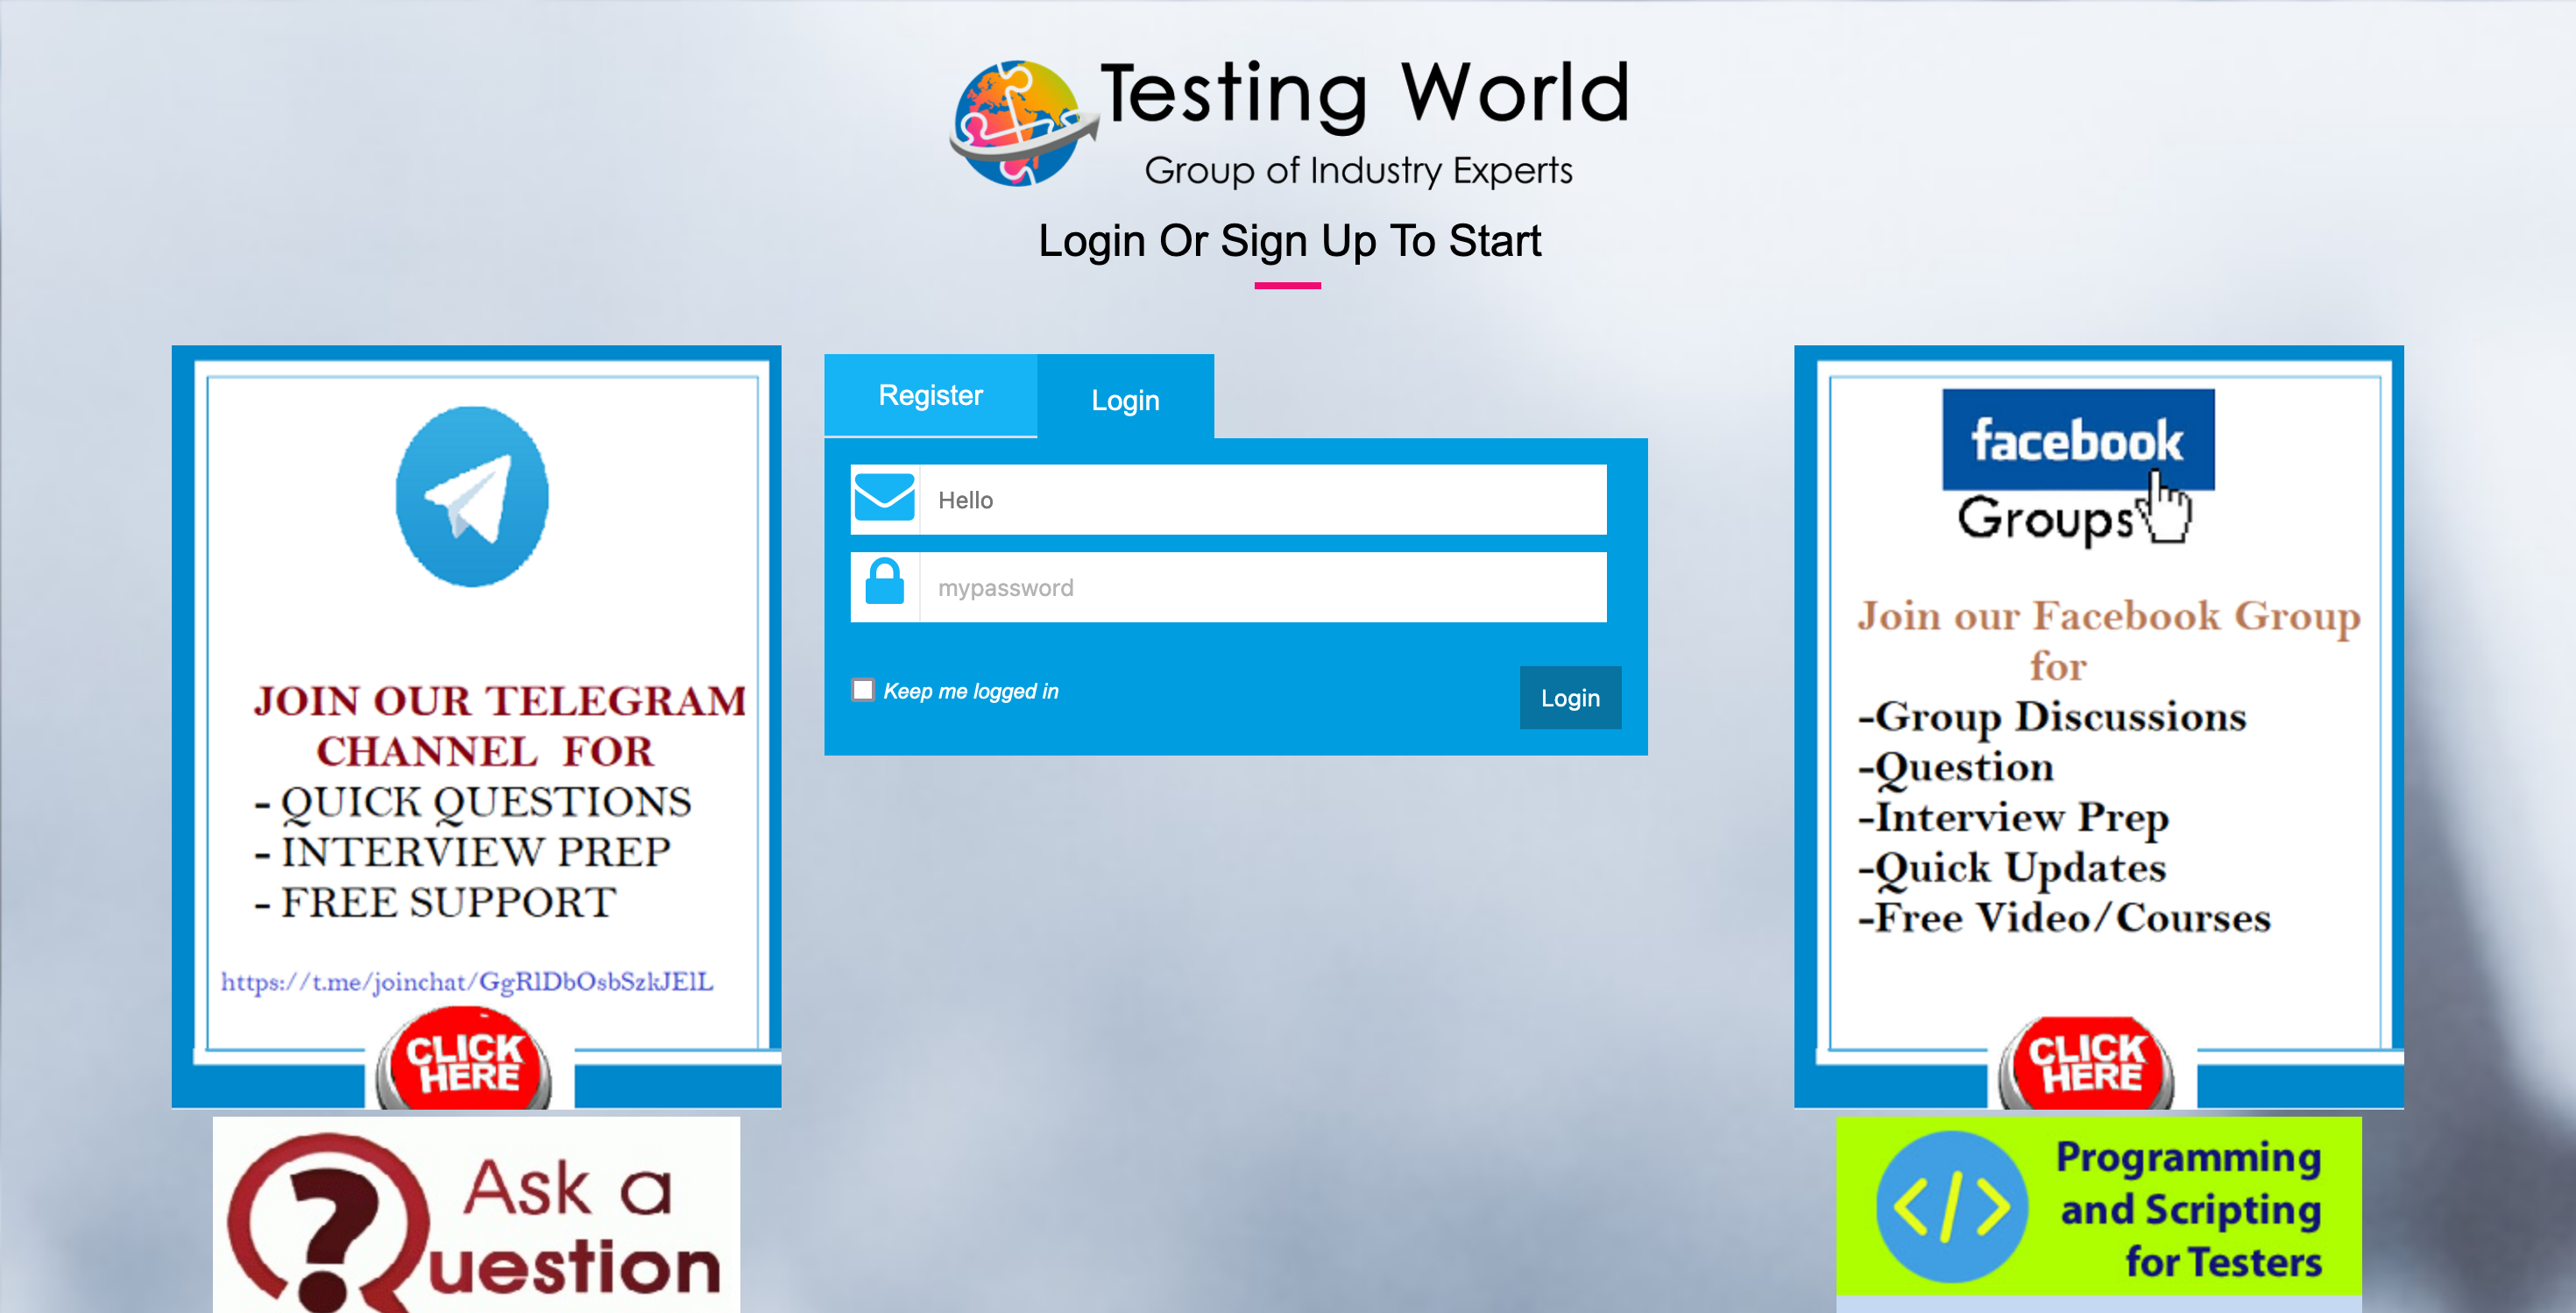 Testing World
Group of Industry Experts
Login Or Sign Up To Start
JOIN OUR TELEGRAM
CHANNEL FOR
- QUICK QUESTIONS
- INTERVIEW PREP
- FREE SUPPORT
https://t.me/joinchat/GgRlDbOsbSzkJElL
CLICK
HERE
Ask a
Question
Register
Login
Hello
mypassword
Keep me logged in
Login
facebook
Groups
Join our Facebook Group
for
-Group Discussions
-Question
-Interview Prep
-Quick Updates
-Free Video/Courses
CLICK
HERE
</>
Programming
and Scripting
for Testers